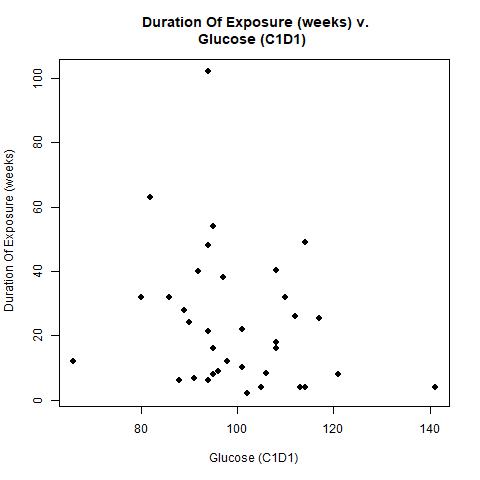 Duration Of Exposure (weeks) v.
Glucose (C1D1)
Duration Of Exposure (weeks)
100
80
60
40
20
0
80 100 120 140
Glucose (C1D1)